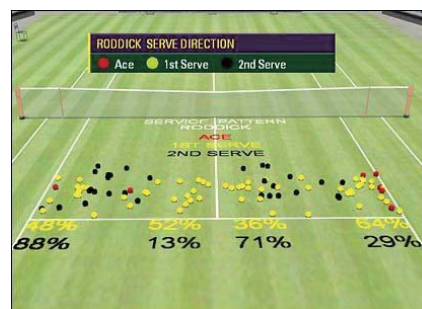 RODDICK SERVE DIRECTION
Ace 1st Serve 2nd Serve
SERVICE PATTERN
RODDICK
ACE
1ST SERVE
2ND SERVE
48% 52% 36% 64%
88% 13% 71% 29%